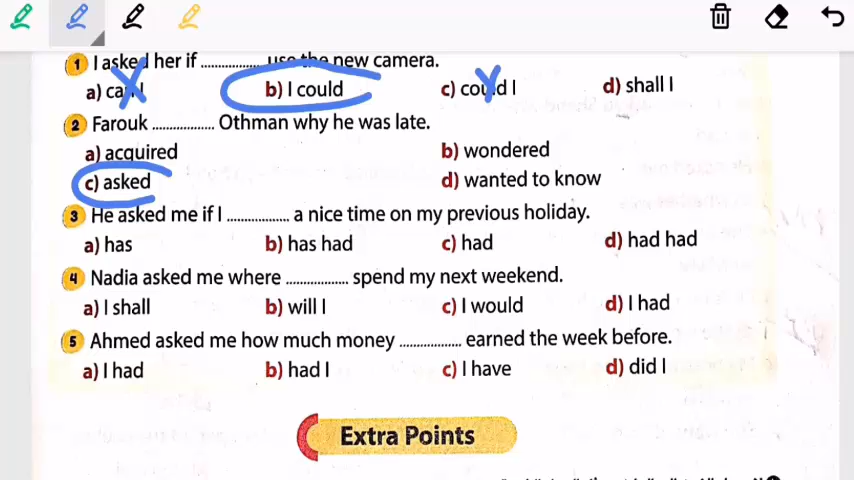 1 I asked her if ................ use the new camera.
a) can I b) I could c) could I d) shall I
2 Farouk ................ Othman why he was late.
a) acquired b) wondered
c) asked d) wanted to know
3 He asked me if I ................ a nice time on my previous holiday.
a) has b) has had c) had d) had had
4 Nadia asked me where ................ spend my next weekend.
a) I shall b) will I c) I would d) I had
5 Ahmed asked me how much money ................ earned the week before.
a) I had b) had I c) I have d) did I
Extra Points